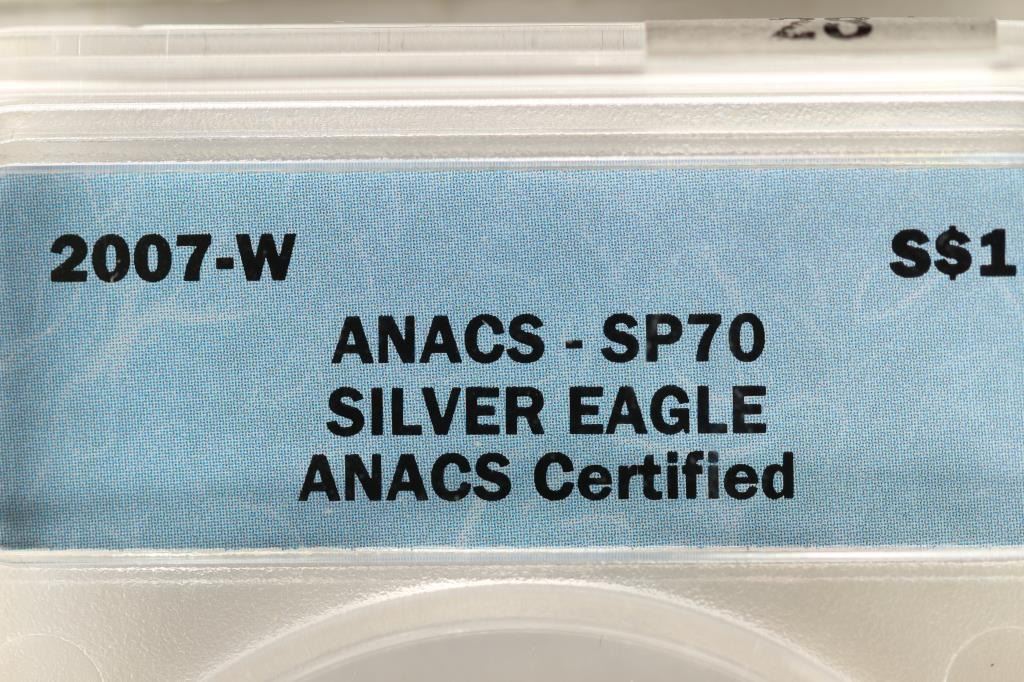 2007-W S$1
ANACS - SP70
SILVER EAGLE
ANACS Certified